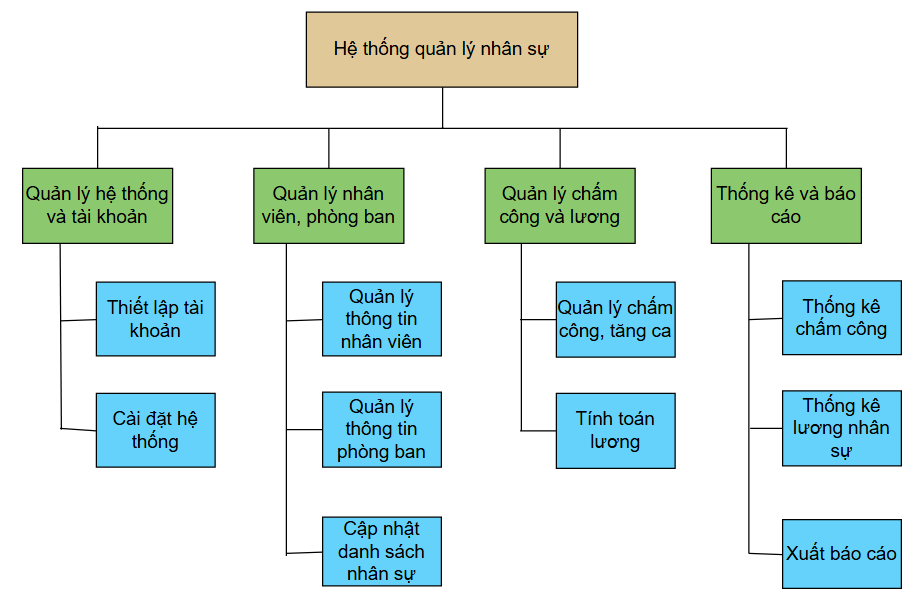 Hệ thống quản lý nhân sự
Quản lý hệ thống
và tài khoản
Quản lý nhân
viên, phòng ban
Quản lý chấm
công và lương
Thống kê và báo
cáo
Thiết lập tài
khoản
Cài đặt hệ
thống
Quản lý
thông tin
nhân viên
Quản lý
thông tin
phòng ban
Cập nhật
danh sách
nhân sự
Quản lý chấm
công, tăng ca
Tính toán
lương
Thống kê
chấm công
Thống kê
lương nhân
sự
Xuất báo cáo